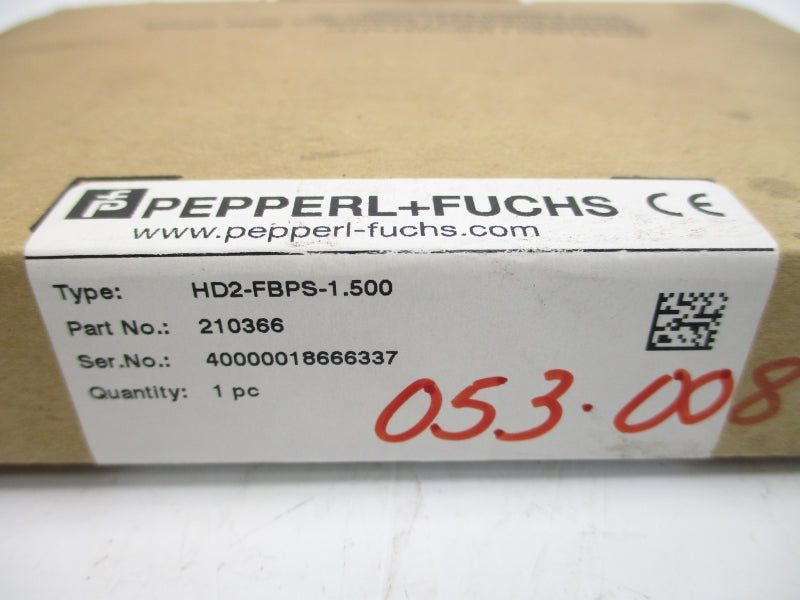 PEPPERL+FUCHS CE
www.pepperl-fuchs.com
Type: HD2-FBPS-1.500
Part No.: 210366
Ser.No.: 40000018666337
Quantity: 1 pc
053.008